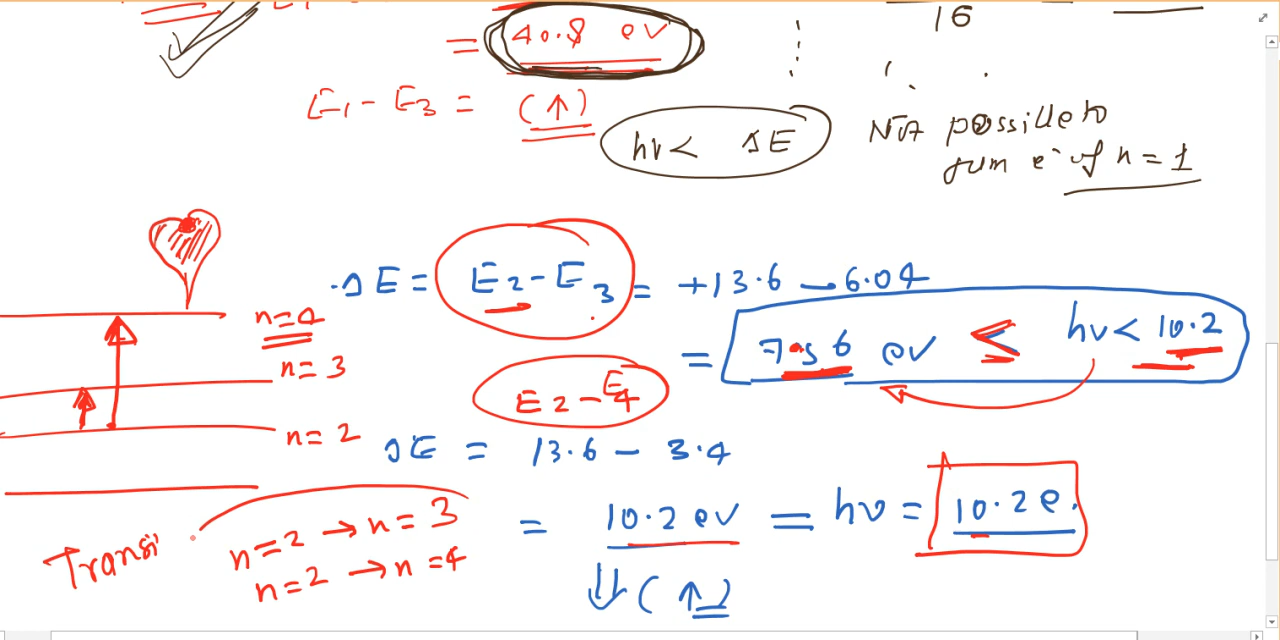 = 40.8 ev
16
E1 - E3 = (↑)
hν < ΔE
Not possible to
jum e- of n = 1
ΔE = E2 - E3 = +13.6 - 6.04
= 7.56 ev ≤ hν < 10.2
n=4
n=3
E2 - E4
n=2
ΔE = 13.6 - 3.4
= 10.2 ev = hν = 10.2 e.
Transi
n=2 → n=3
n=2 → n=4
↓↓ (↑)